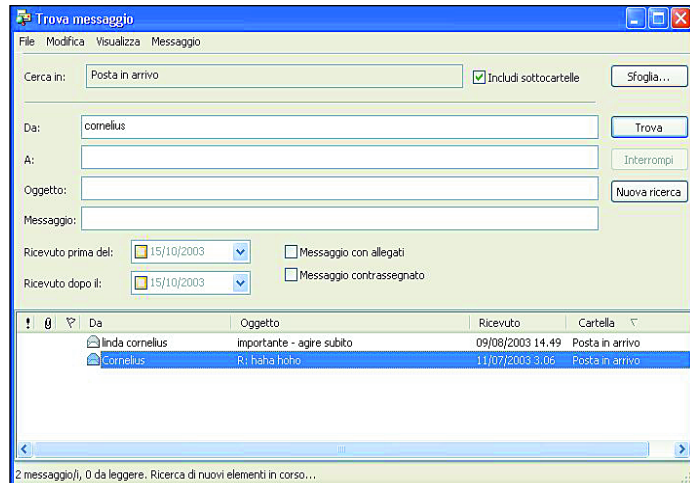 Trova messaggio
File Modifica Visualizza Messaggio
Cerca in: Posta in arrivo Includi sottocartelle Sfoglia...
Da: cornelius Trova
A: Interrompi
Oggetto: Nuova ricerca
Messaggio:
Ricevuto prima del: 15/10/2003 Messaggio con allegati
Ricevuto dopo il: 15/10/2003 Messaggio contrassegnato
! Da Oggetto Ricevuto Cartella
linda cornelius importante - agire subito 09/08/2003 14.49 Posta in arrivo
Cornelius R: haha hoho 11/07/2003 3.06 Posta in arrivo
2 messaggio/i, 0 da leggere. Ricerca di nuovi elementi in corso...